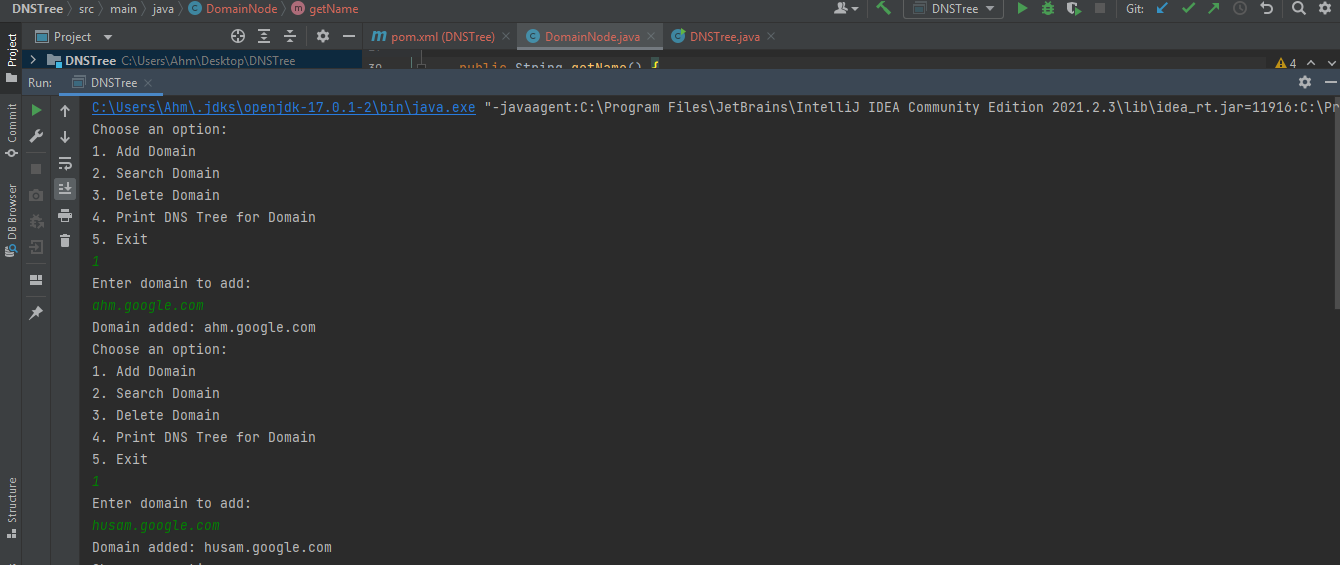 DNSTree src main java DomainNode getName DNSTree Git:
Project pom.xml (DNSTree) DomainNode.java DNSTree.java
Project
DNSTree C:\Users\Ahm\Desktop\DNSTree public String getName() { 4
Run: DNSTree
C:\Users\Ahm\.jdks\openjdk-17.0.1-2\bin\java.exe "-javaagent:C:\Program Files\JetBrains\IntelliJ IDEA Community Edition 2021.2.3\lib\idea_rt.jar=11916:C:\Pr
Choose an option:
1. Add Domain
2. Search Domain
3. Delete Domain
4. Print DNS Tree for Domain
5. Exit
1
Enter domain to add:
ahm.google.com
Domain added: ahm.google.com
Choose an option:
1. Add Domain
2. Search Domain
3. Delete Domain
4. Print DNS Tree for Domain
5. Exit
1
Enter domain to add:
husam.google.com
Domain added: husam.google.com
Commit
DB Browser
Structure